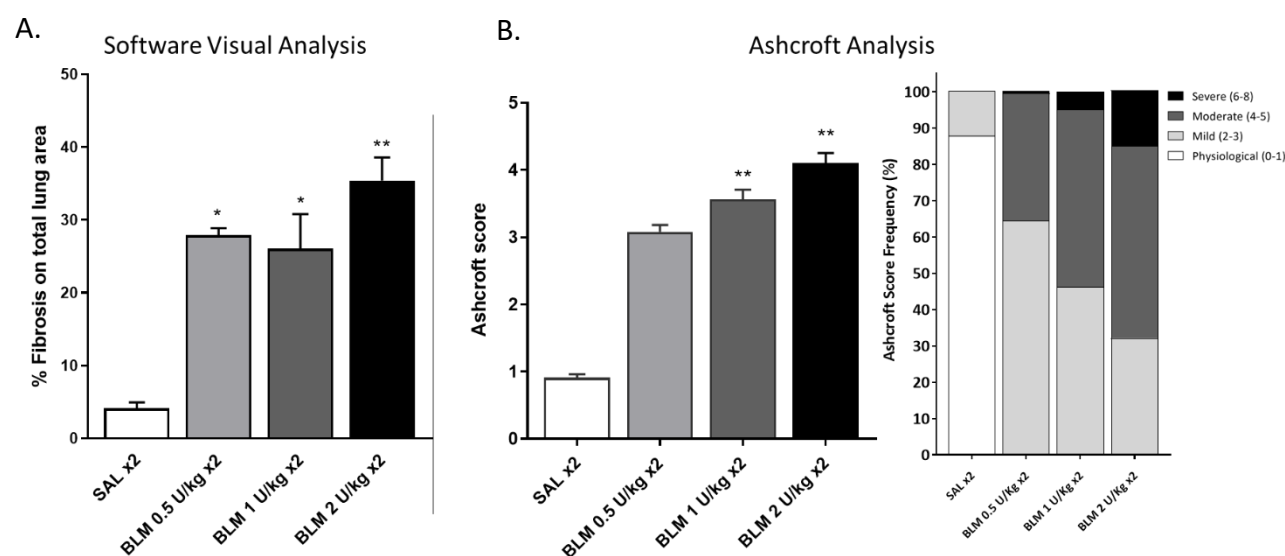 A.
Software Visual Analysis
% Fibrosis on total lung area
50
40
30
20
10
0
*
*
**
SAL x2
BLM 0.5 U/kg x2
BLM 1 U/kg x2
BLM 2 U/kg x2
B.
Ashcroft Analysis
Ashcroft score
5
4
3
2
1
0
**
**
SAL x2
BLM 0.5 U/kg x2
BLM 1 U/kg x2
BLM 2 U/kg x2
Ashcroft Score Frequency (%)
100
90
80
70
60
50
40
30
20
10
0
SAL x2
BLM 0.5 U/Kg x2
BLM 1 U/Kg x2
BLM 2 U/Kg x2
Severe (6-8)
Moderate (4-5)
Mild (2-3)
Physiological (0-1)